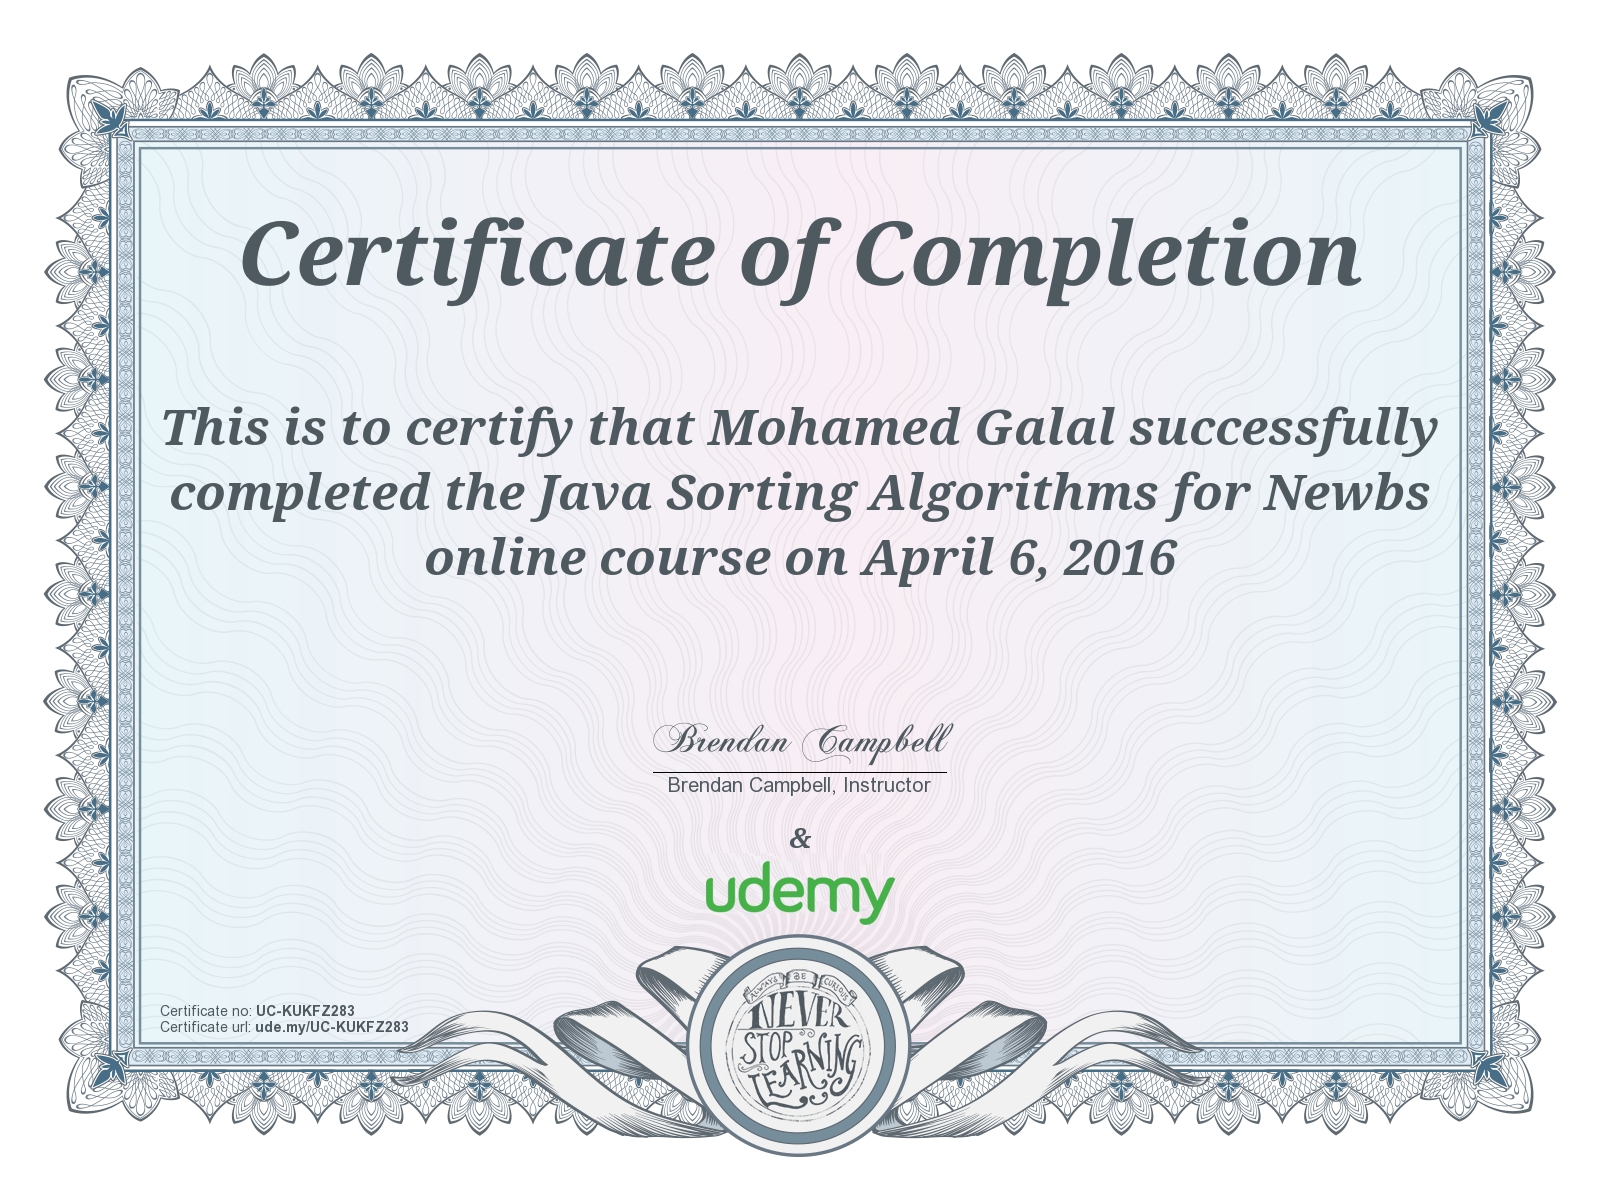 Certificate of Completion
This is to certify that Mohamed Galal successfully
completed the Java Sorting Algorithms for Newbs
online course on April 6, 2016
Brendan Campbell
Brendan Campbell, Instructor
&
udemy
Certificate no: UC-KUKFZ283
Certificate url: ude.my/UC-KUKFZ283
ALWAYS BE CURIOUS
NEVER
STOP
LEARNING